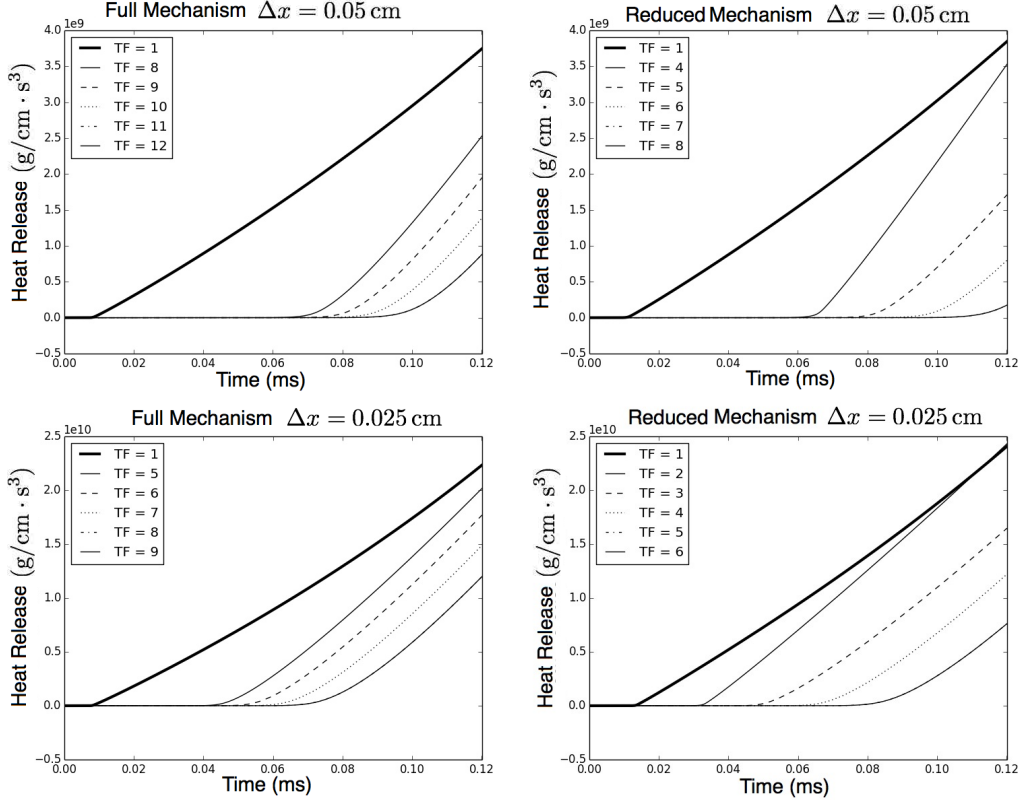 Full Mechanism Δx = 0.05 cm
1e9
4.0
3.5
3.0
2.5
2.0
1.5
1.0
0.5
0.0
−0.5
Heat Release (g/cm · s³)
TF = 1
TF = 8
TF = 9
TF = 10
TF = 11
TF = 12
0.00 0.02 0.04 0.06 0.08 0.10 0.12
Time (ms)
Reduced Mechanism Δx = 0.05 cm
1e9
4.0
3.5
3.0
2.5
2.0
1.5
1.0
0.5
0.0
−0.5
Heat Release (g/cm · s³)
TF = 1
TF = 4
TF = 5
TF = 6
TF = 7
TF = 8
0.00 0.02 0.04 0.06 0.08 0.10 0.12
Time (ms)
Full Mechanism Δx = 0.025 cm
1e10
2.5
2.0
1.5
1.0
0.5
0.0
−0.5
Heat Release (g/cm · s³)
TF = 1
TF = 5
TF = 6
TF = 7
TF = 8
TF = 9
0.00 0.02 0.04 0.06 0.08 0.10 0.12
Time (ms)
Reduced Mechanism Δx = 0.025 cm
1e10
2.5
2.0
1.5
1.0
0.5
0.0
−0.5
Heat Release (g/cm · s³)
TF = 1
TF = 2
TF = 3
TF = 4
TF = 5
TF = 6
0.00 0.02 0.04 0.06 0.08 0.10 0.12
Time (ms)